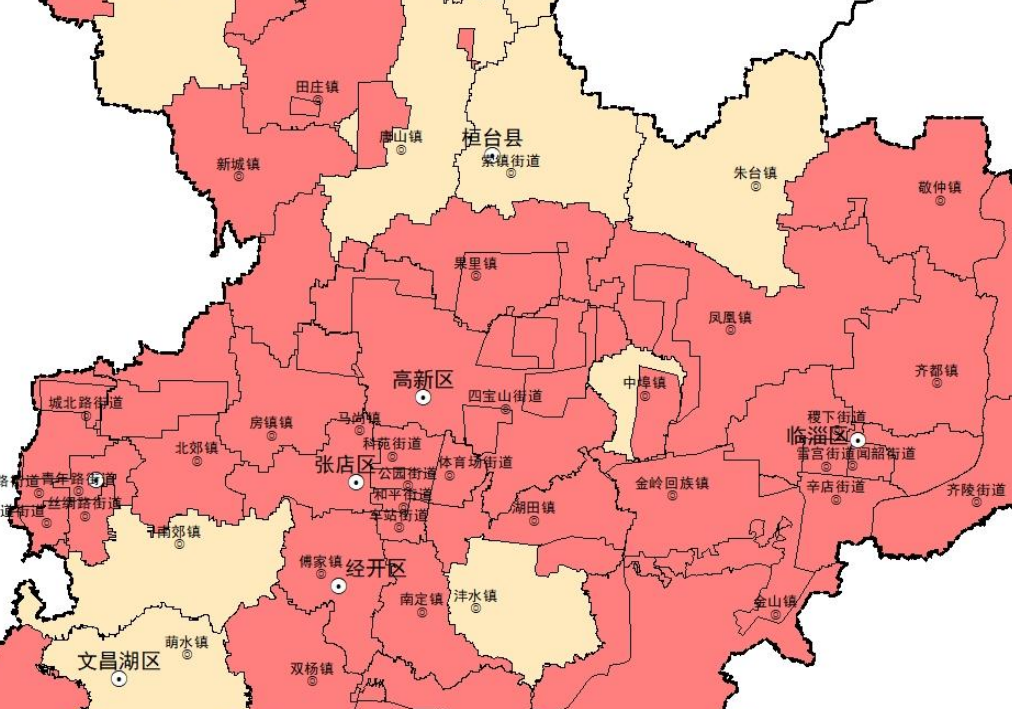 田庄镇
唐山镇
桓台县
索镇街道
新城镇
朱台镇
敬仲镇
果里镇
凤凰镇
齐都镇
高新区
中埠镇
四宝山街道
城北路街道
马尚镇
房镇镇
稷下街道
临淄区
科苑街道
北郊镇
雪宫街道
闻韶街道
张店区
体育场街道
公园街道
青年路街道
金岭回族镇
辛店街道
齐陵街道
和平街道
丝绸路街道
湖田镇
车站街道
南郊镇
傅家镇
经开区
南定镇
沣水镇
金山镇
萌水镇
文昌湖区
双杨镇